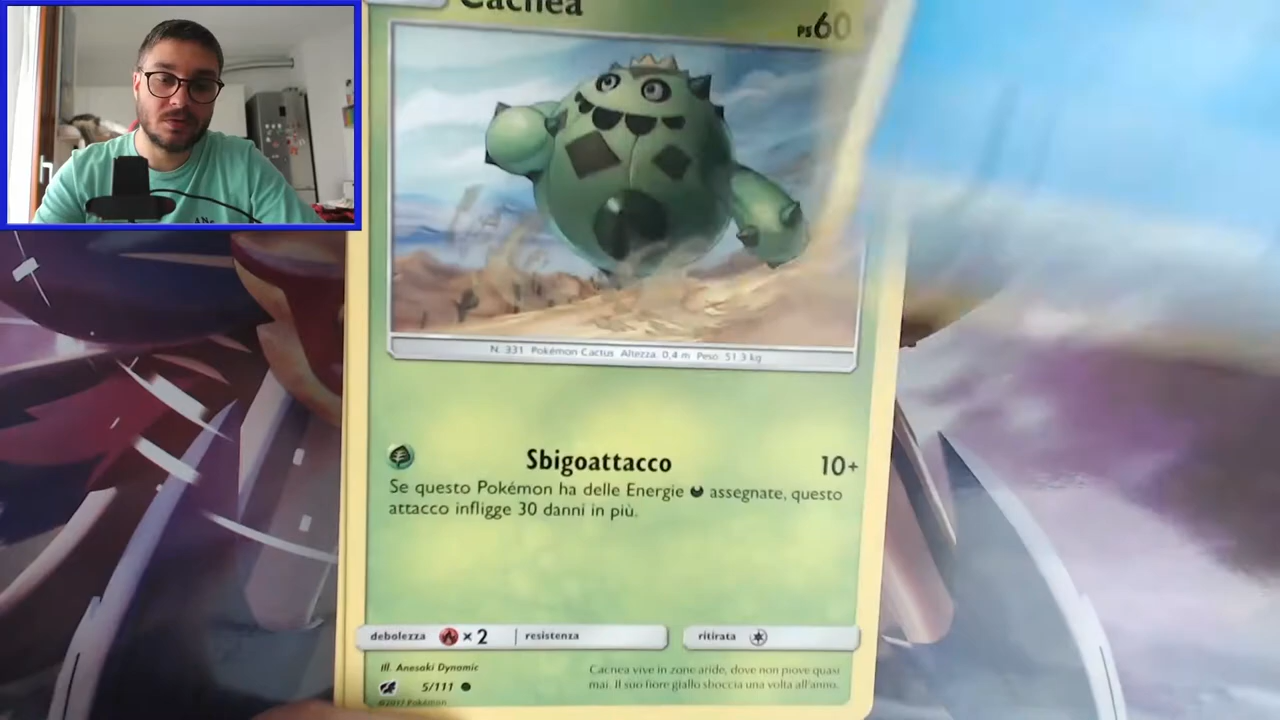 Cacnea
PS60
N. 331 Pokémon Cactus Altezza 0,4 m Peso 51.3 kg
Sbigoattacco
10+
Se questo Pokémon ha delle Energie assegnate, questo
attacco infligge 30 danni in più.
debolezza ×2
resistenza
ritirata
Ill. Anesaki Dynamic
5/111
©2017 Pokémon
Cacnea vive in zone aride, dove non piove quasi
mai. Il suo fiore giallo sboccia una volta all'anno.